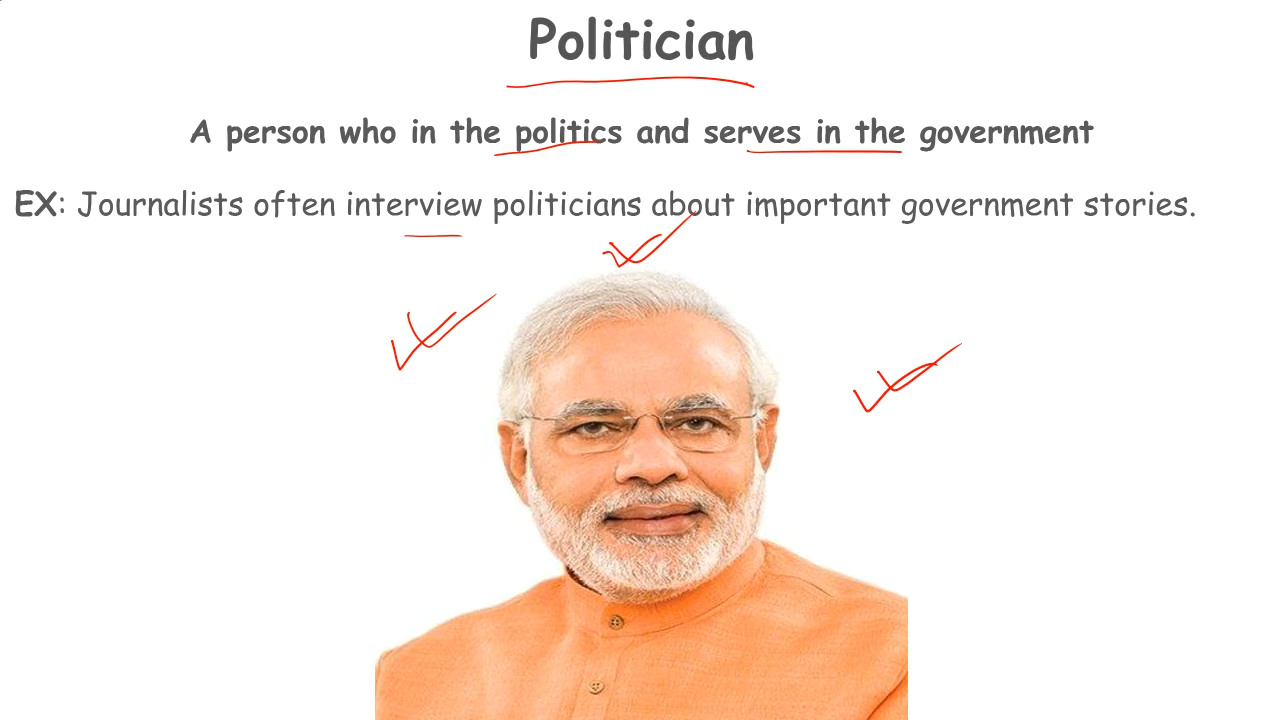 Politician
A person who in the politics and serves in the government
EX: Journalists often interview politicians about important government stories.